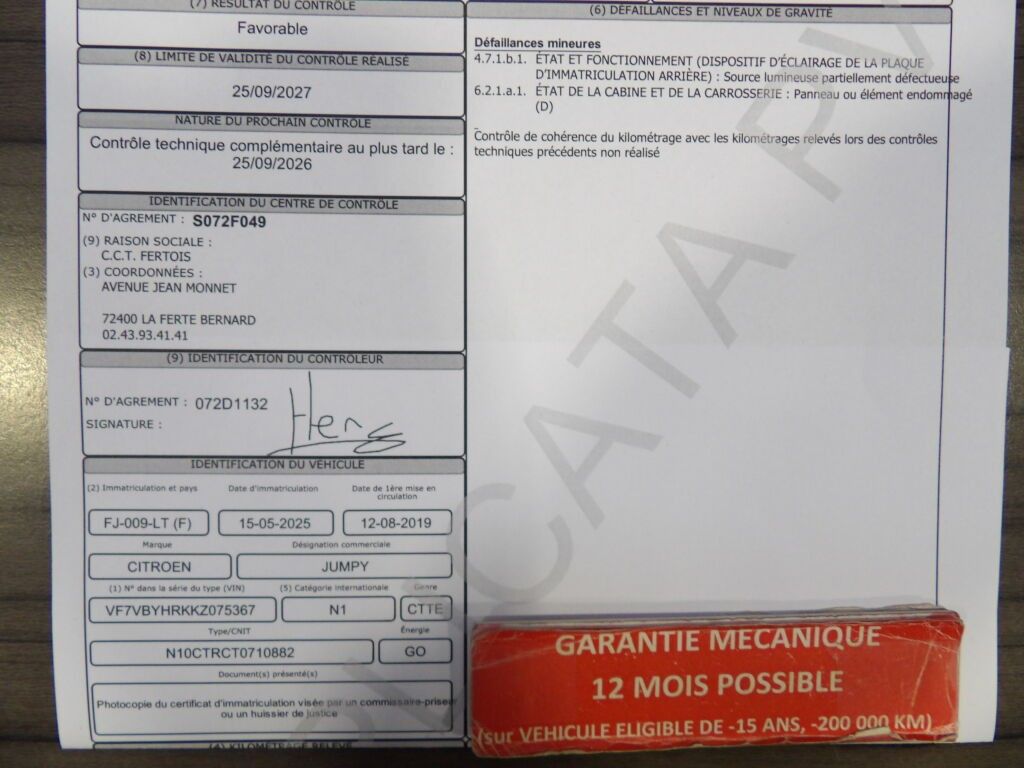 (7) RÉSULTAT DU CONTRÔLE
Favorable
(8) LIMITE DE VALIDITÉ DU CONTRÔLE RÉALISÉ
25/09/2027
NATURE DU PROCHAIN CONTRÔLE
Contrôle technique complémentaire au plus tard le :
25/09/2026
IDENTIFICATION DU CENTRE DE CONTRÔLE
N° D'AGREMENT : S072F049
(9) RAISON SOCIALE :
C.C.T. FERTOIS
(3) COORDONNÉES :
AVENUE JEAN MONNET
72400 LA FERTE BERNARD
02.43.93.41.41
(9) IDENTIFICATION DU CONTRÔLEUR
N° D'AGREMENT : 072D1132
SIGNATURE :
IDENTIFICATION DU VÉHICULE
(2) Immatriculation et pays Date d'immatriculation Date de 1ère mise en
circulation
FJ-009-LT (F) 15-05-2025 12-08-2019
Marque Désignation commerciale
CITROEN JUMPY
(1) N° dans la série du type (VIN) (5) Catégorie internationale Genre
VF7VBYHRKKZ075367 N1 CTTE
Type/CNIT Énergie
N10CTRCT0710882 GO
Document(s) présenté(s)
Photocopie du certificat d'immatriculation visée par un commissaire-priseur
ou un huissier de justice
(4) KILOMÉTRAGE RELEVÉ
(6) DÉFAILLANCES ET NIVEAUX DE GRAVITÉ
Défaillances mineures
4.7.1.b.1. ÉTAT ET FONCTIONNEMENT (DISPOSITIF D'ÉCLAIRAGE DE LA PLAQUE
D'IMMATRICULATION ARRIÈRE) : Source lumineuse partiellement défectueuse
6.2.1.a.1. ÉTAT DE LA CABINE ET DE LA CARROSSERIE : Panneau ou élément endommagé
(D)
Contrôle de cohérence du kilométrage avec les kilométrages relevés lors des contrôles
techniques précédents non réalisé
GARANTIE MECANIQUE
12 MOIS POSSIBLE
(sur VEHICULE ELIGIBLE DE -15 ANS, -200 000 KM)